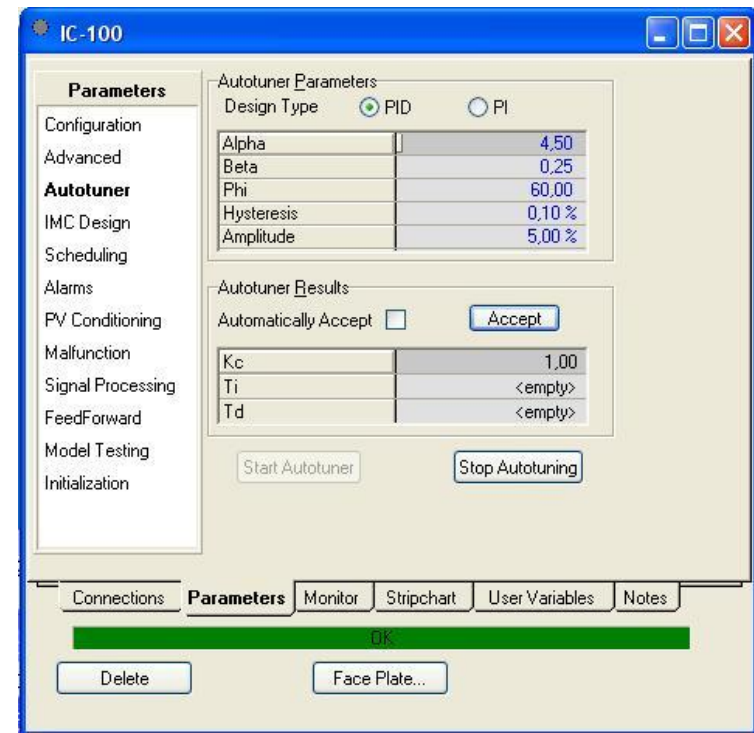 IC-100
Parameters
Configuration
Advanced
Autotuner
IMC Design
Scheduling
Alarms
PV Conditioning
Malfunction
Signal Processing
FeedForward
Model Testing
Initialization
Autotuner Parameters
Design Type PID PI
Alpha 4,50
Beta 0,25
Phi 60,00
Hysteresis 0,10 %
Amplitude 5,00 %
Autotuner Results
Automatically Accept Accept
Kc 1,00
Ti <empty>
Td <empty>
Start Autotuner Stop Autotuning
Connections Parameters Monitor Stripchart User Variables Notes
OK
Delete Face Plate...